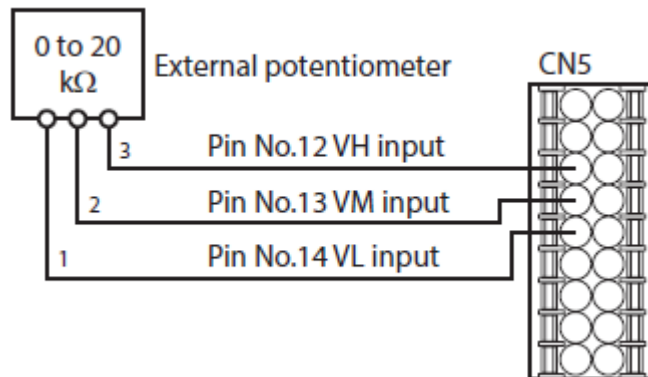 0 to 20
kΩ
External potentiometer
CN5
3
Pin No.12 VH input
2
Pin No.13 VM input
1
Pin No.14 VL input